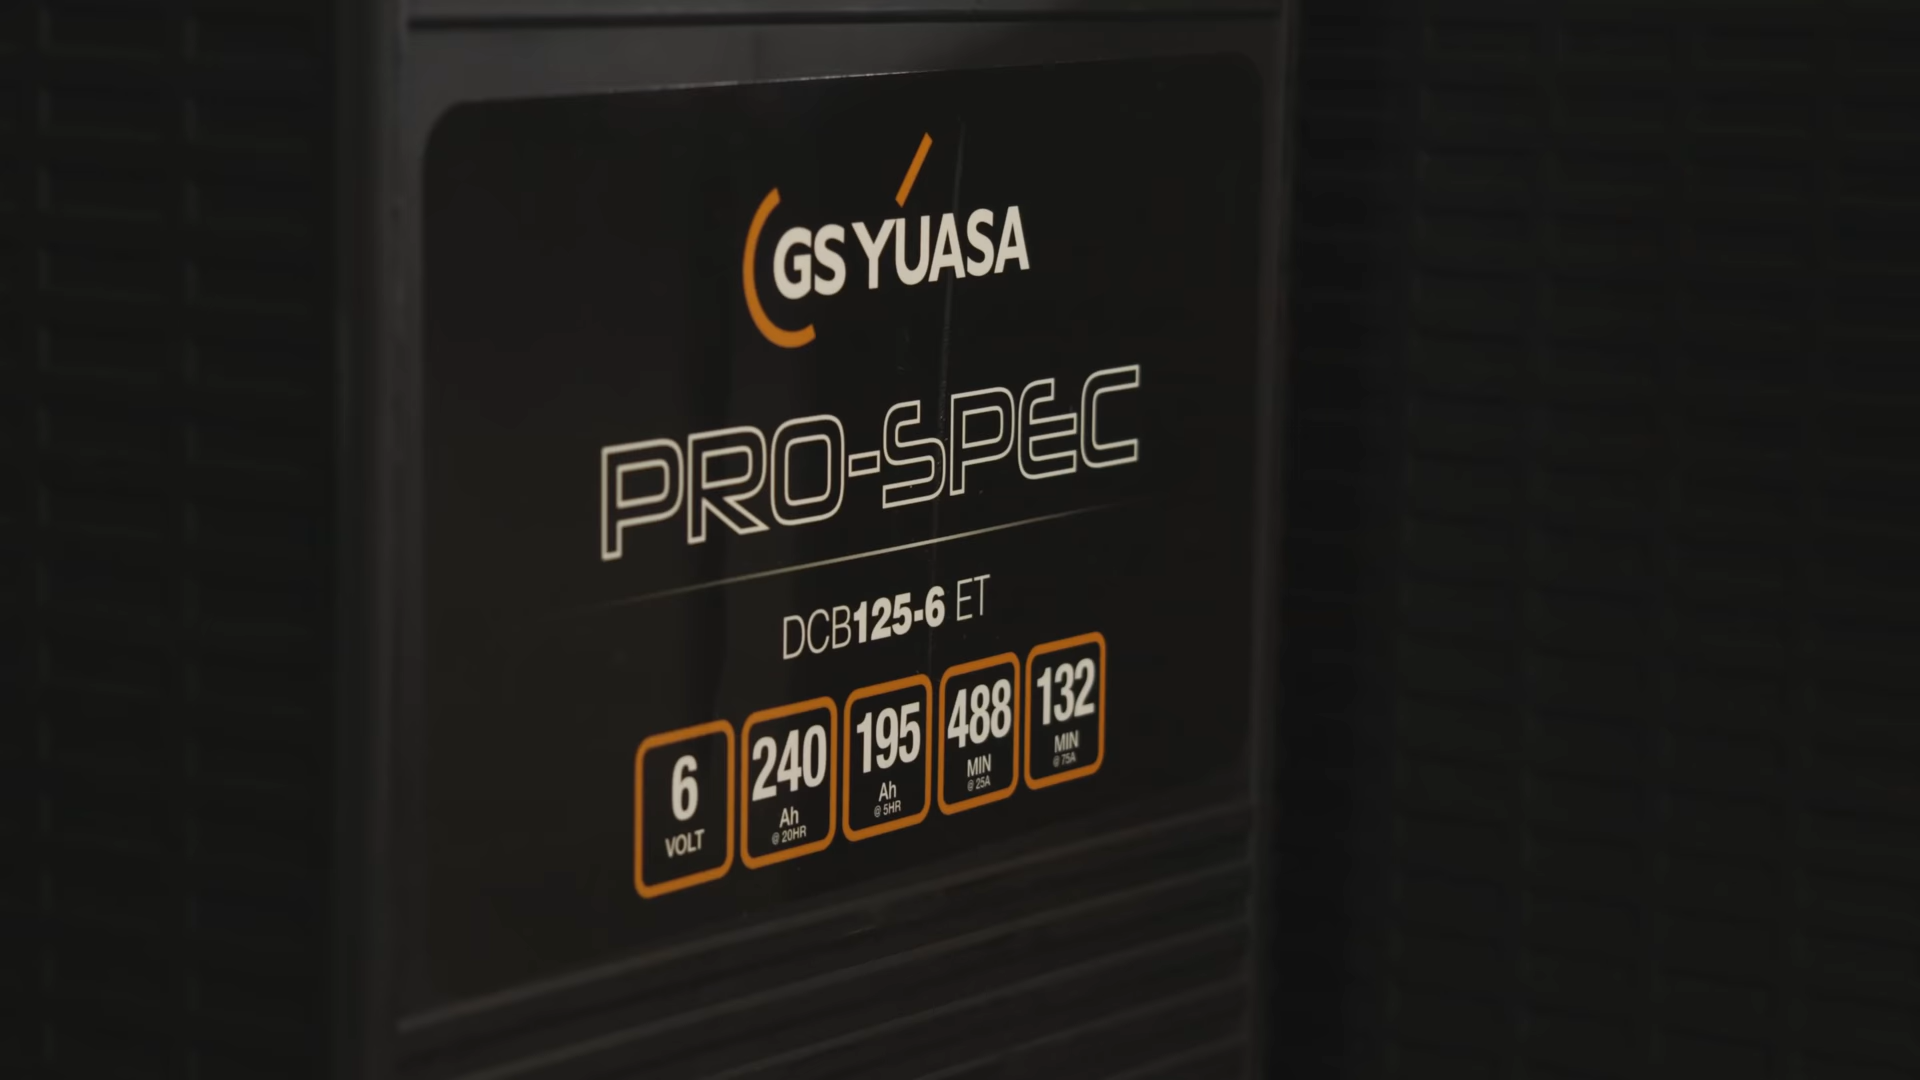 GS YUASA
PRO-SPEC
DCB125-6 ET
6
VOLT
240
Ah
@ 20HR
195
Ah
@ 5HR
488
MIN
@ 25A
132
MIN
@ 75A